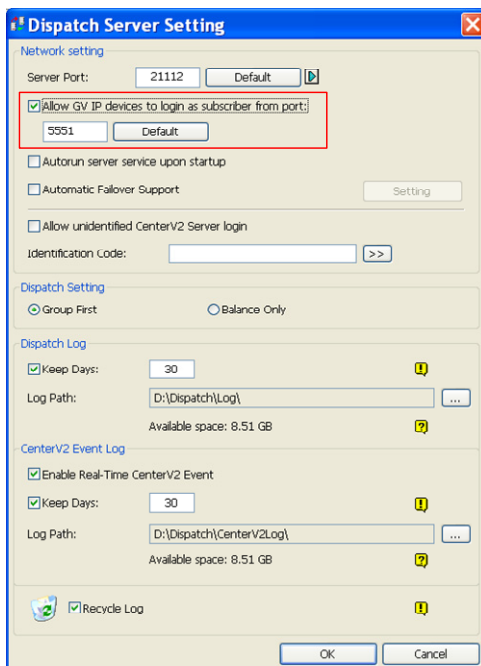 Dispatch Server Setting
Network setting
Server Port: 21112 Default
Allow GV IP devices to login as subscriber from port:
5551 Default
Autorun server service upon startup
Automatic Failover Support Setting
Allow unidentified CenterV2 Server login
Identification Code: >>
Dispatch Setting
Group First Balance Only
Dispatch Log
Keep Days: 30
Log Path: D:\Dispatch\Log\ ...
Available space: 8.51 GB
CenterV2 Event Log
Enable Real-Time CenterV2 Event
Keep Days: 30
Log Path: D:\Dispatch\CenterV2Log\ ...
Available space: 8.51 GB
Recycle Log
OK Cancel